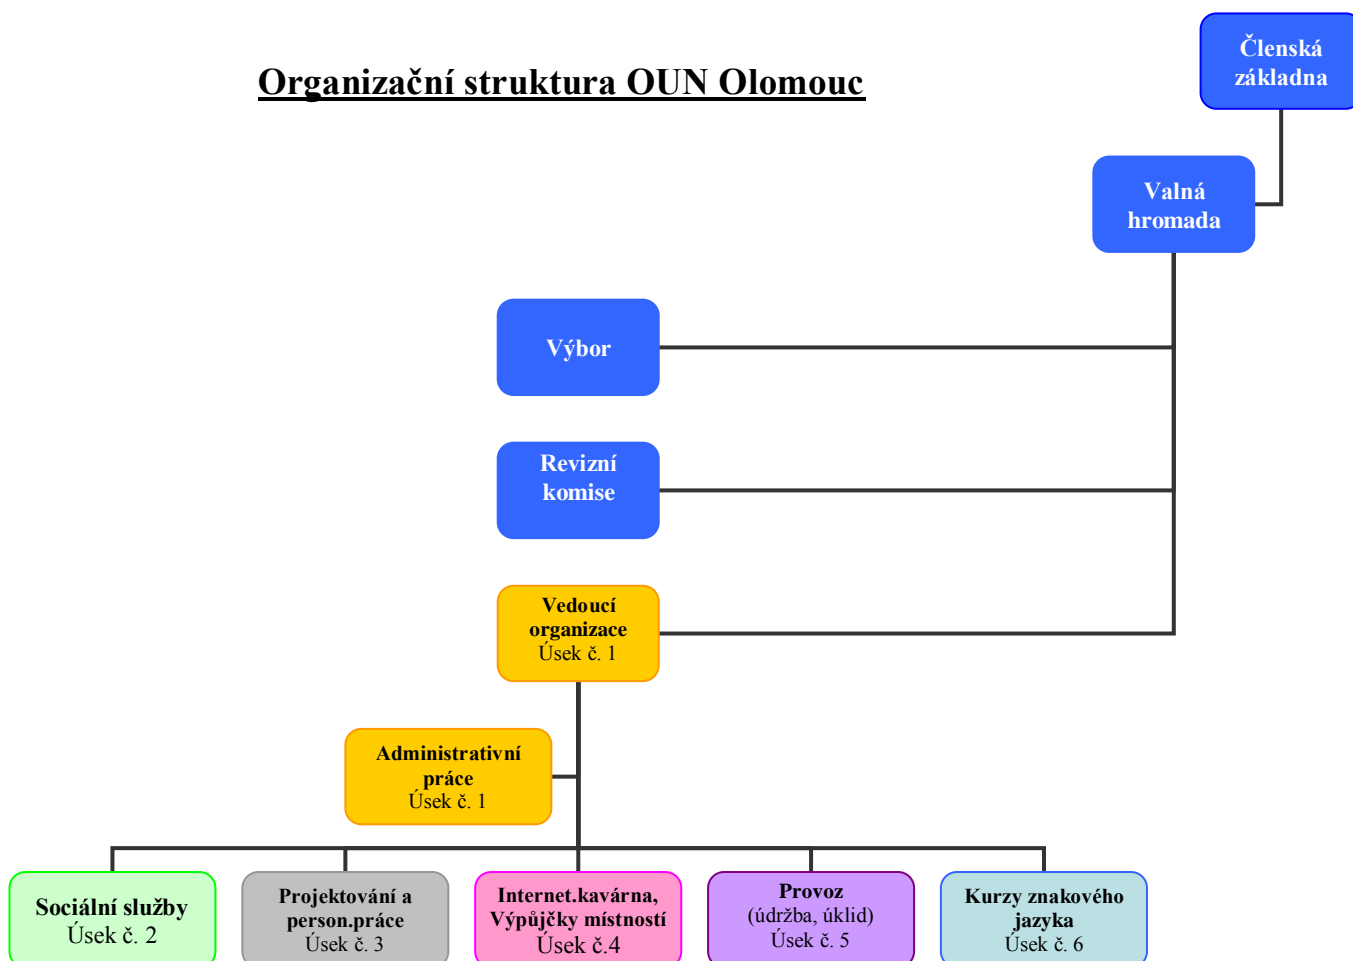 Organizační struktura OUN Olomouc
Členská
základna
Valná
hromada
Výbor
Revizní
komise
Vedoucí
organizace
Úsek č. 1
Administrativní
práce
Úsek č. 1
Sociální služby
Úsek č. 2
Projektování a
person.práce
Úsek č. 3
Internet.kavárna,
Výpůjčky místností
Úsek č.4
Provoz
(údržba, úklid)
Úsek č. 5
Kurzy znakového
jazyka
Úsek č. 6